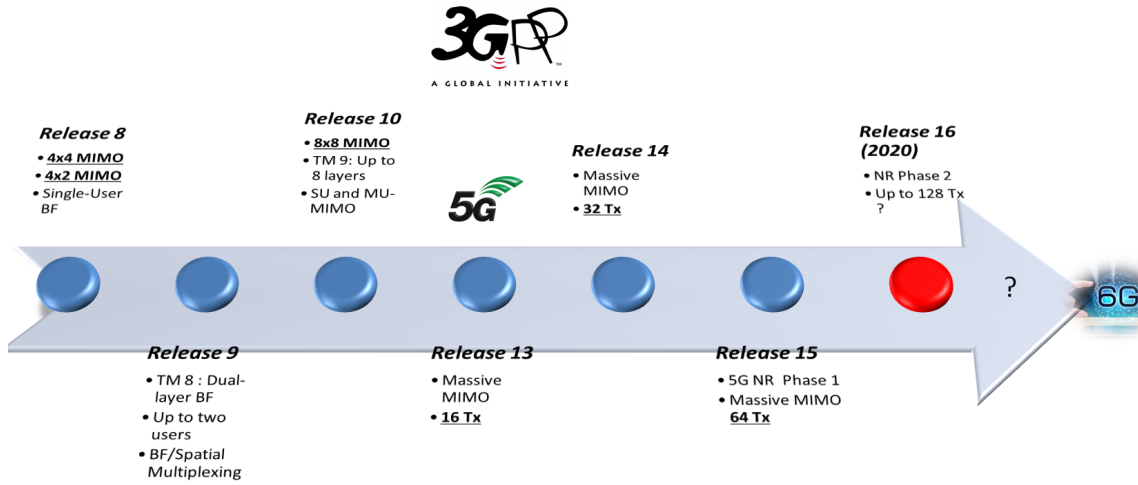 3GPP
TM
A GLOBAL INITIATIVE
Release 8
• 4x4 MIMO
• 4x2 MIMO
• Single-User
BF
Release 10
• 8x8 MIMO
• TM 9: Up to
8 layers
• SU and MU-
MIMO
5G
Release 14
• Massive
MIMO
• 32 Tx
Release 16
(2020)
• NR Phase 2
• Up to 128 Tx
?
?
6G
Release 9
• TM 8 : Dual-
layer BF
• Up to two
users
• BF/Spatial
Multiplexing
Release 13
• Massive
MIMO
• 16 Tx
Release 15
• 5G NR Phase 1
• Massive MIMO
64 Tx